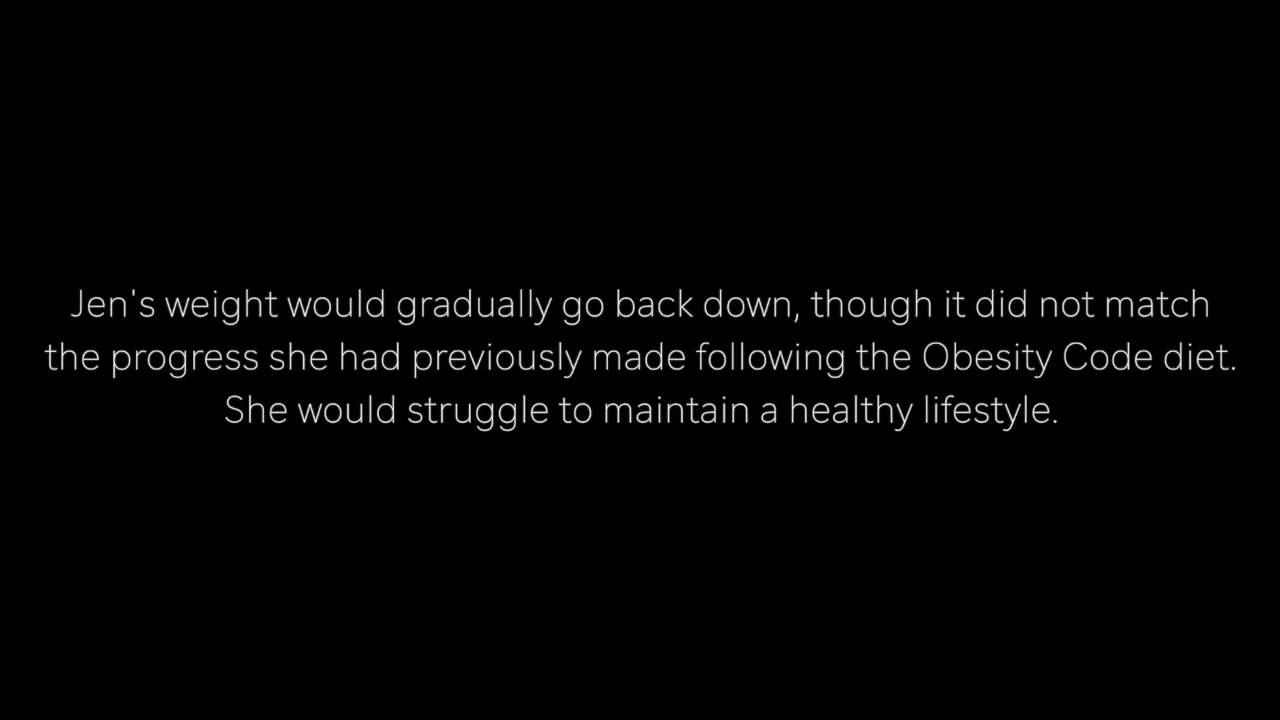 Jen's weight would gradually go back down, though it did not match
the progress she had previously made following the Obesity Code diet.
She would struggle to maintain a healthy lifestyle.